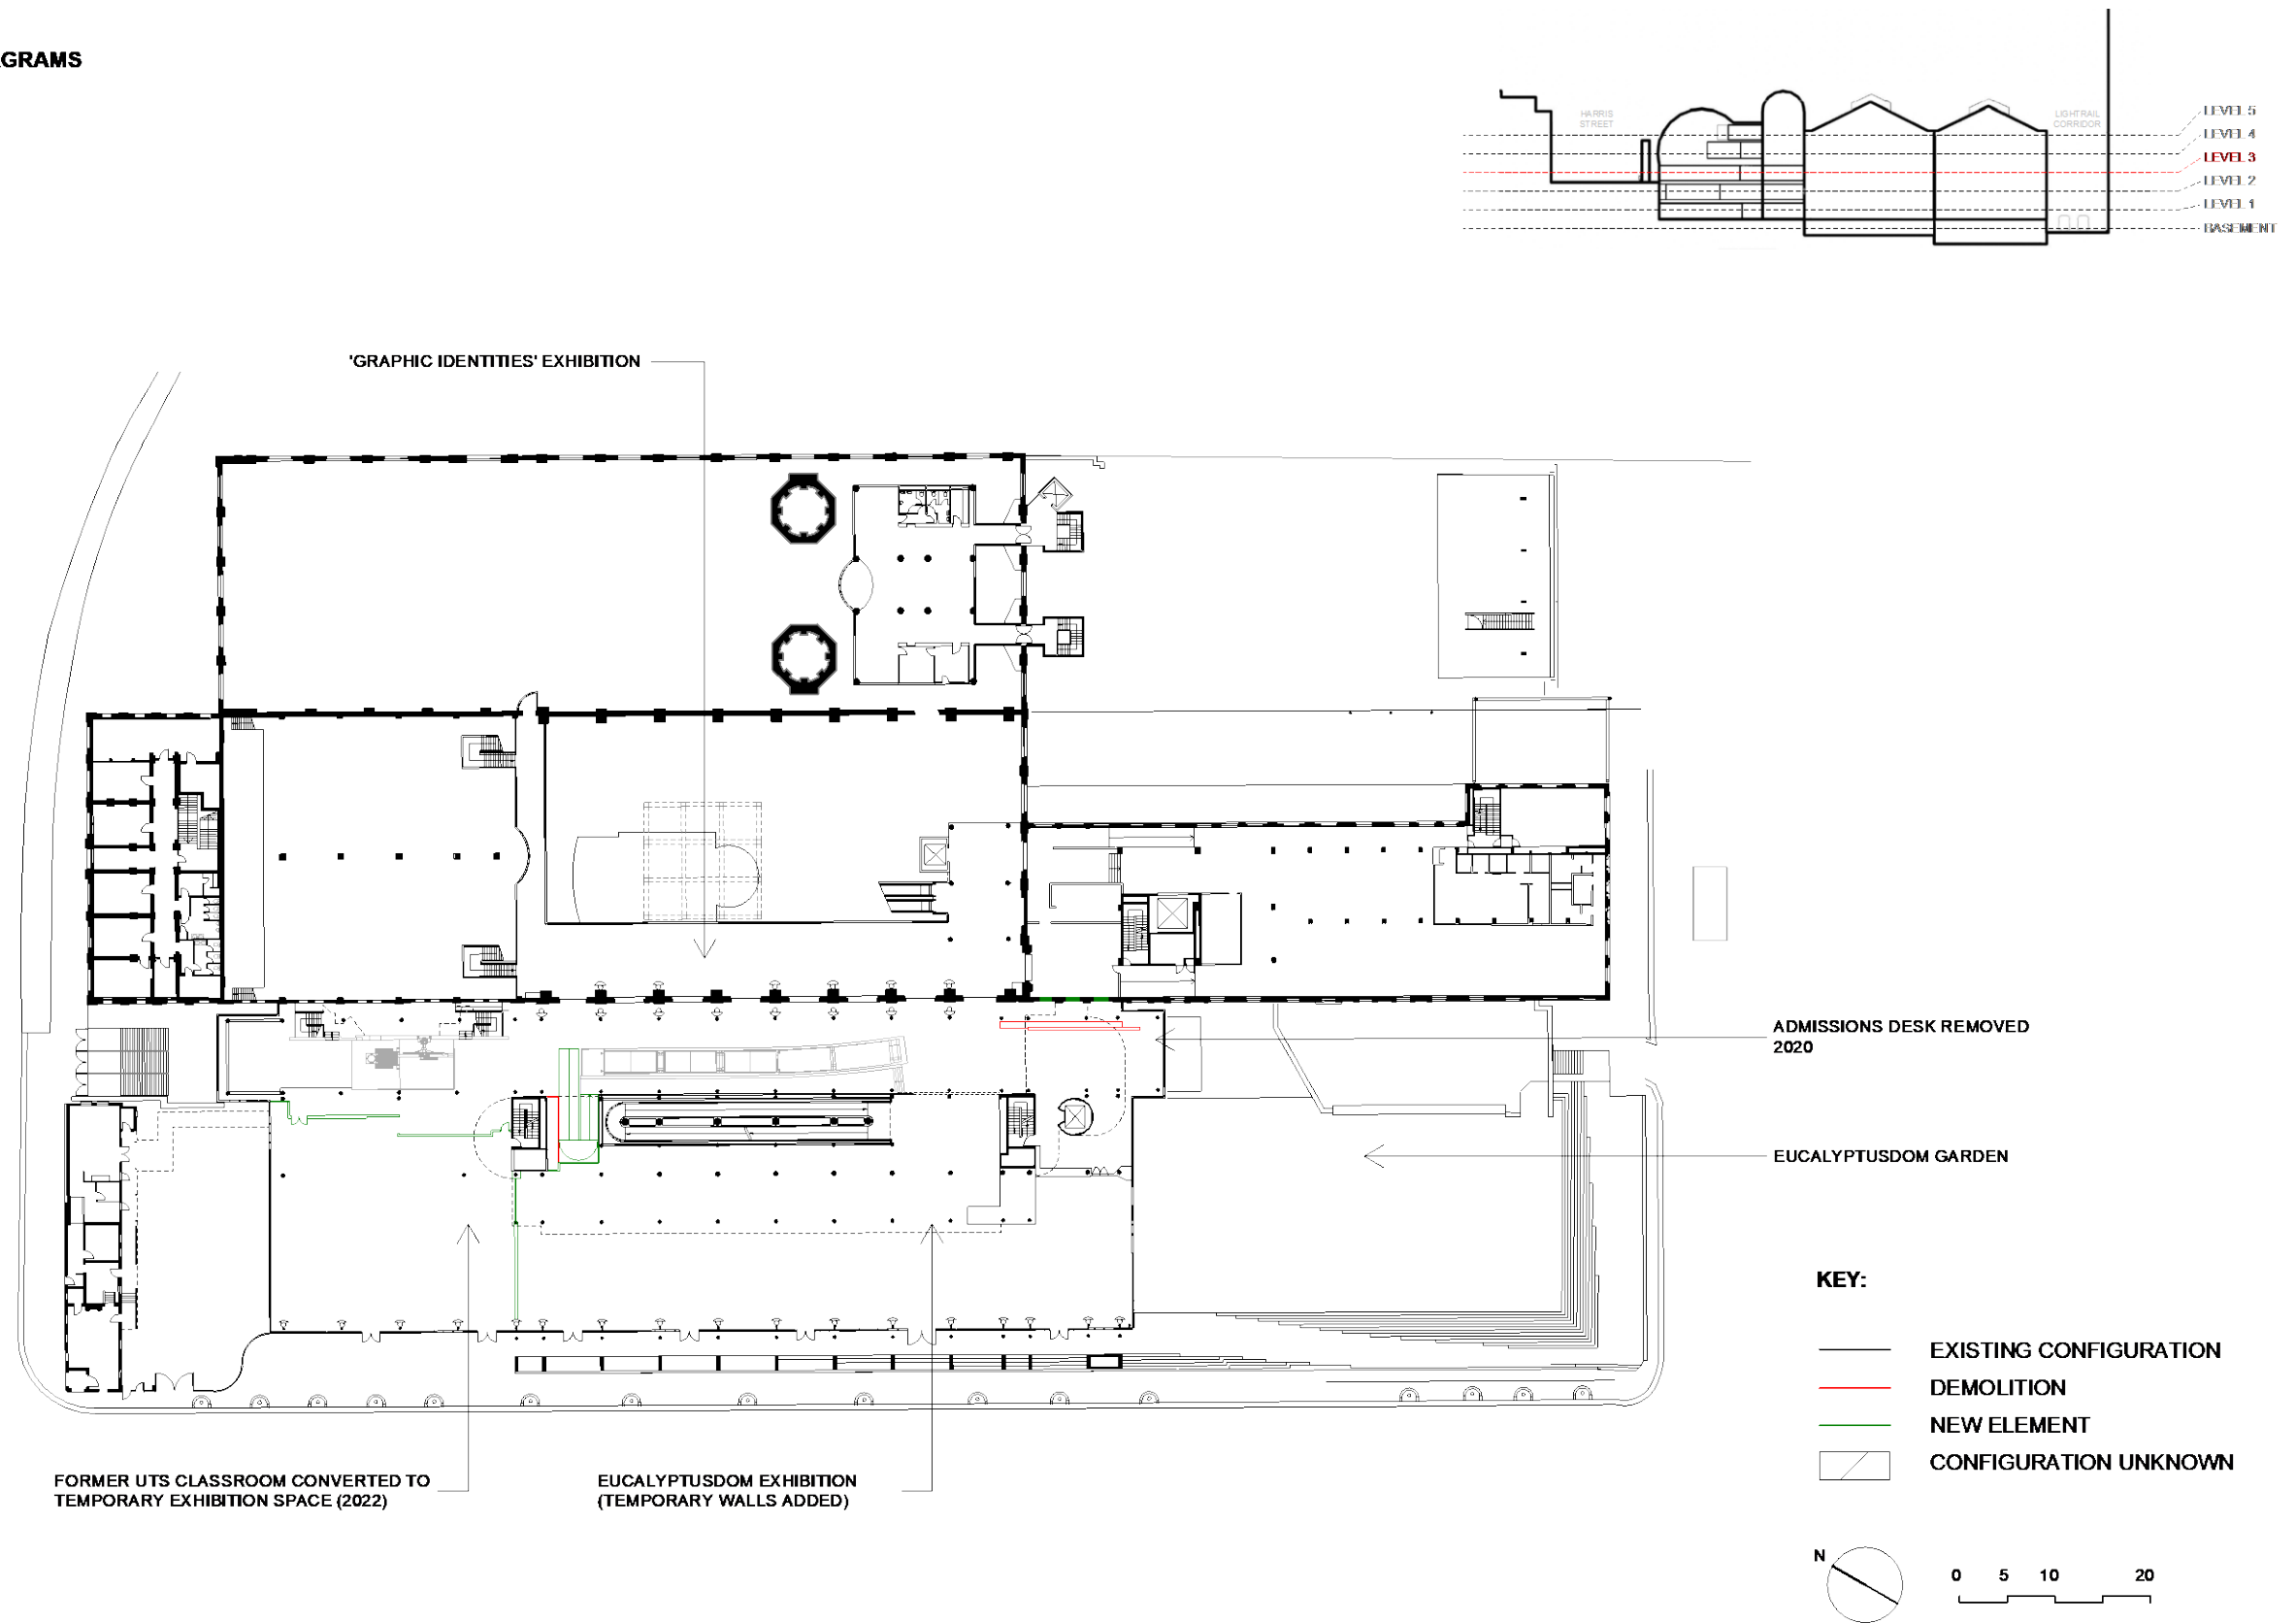 GRAMS
HARRIS
STREET
LIGHTRAIL
CORRIDOR
LEVEL 5
LEVEL 4
LEVEL 3
LEVEL 2
LEVEL 1
BASEMENT
'GRAPHIC IDENTITIES' EXHIBITION
ADMISSIONS DESK REMOVED
2020
EUCALYPTUSDOM GARDEN
KEY:
EXISTING CONFIGURATION
DEMOLITION
NEW ELEMENT
CONFIGURATION UNKNOWN
FORMER UTS CLASSROOM CONVERTED TO
TEMPORARY EXHIBITION SPACE (2022)
EUCALYPTUSDOM EXHIBITION
(TEMPORARY WALLS ADDED)
N
0 5 10 20